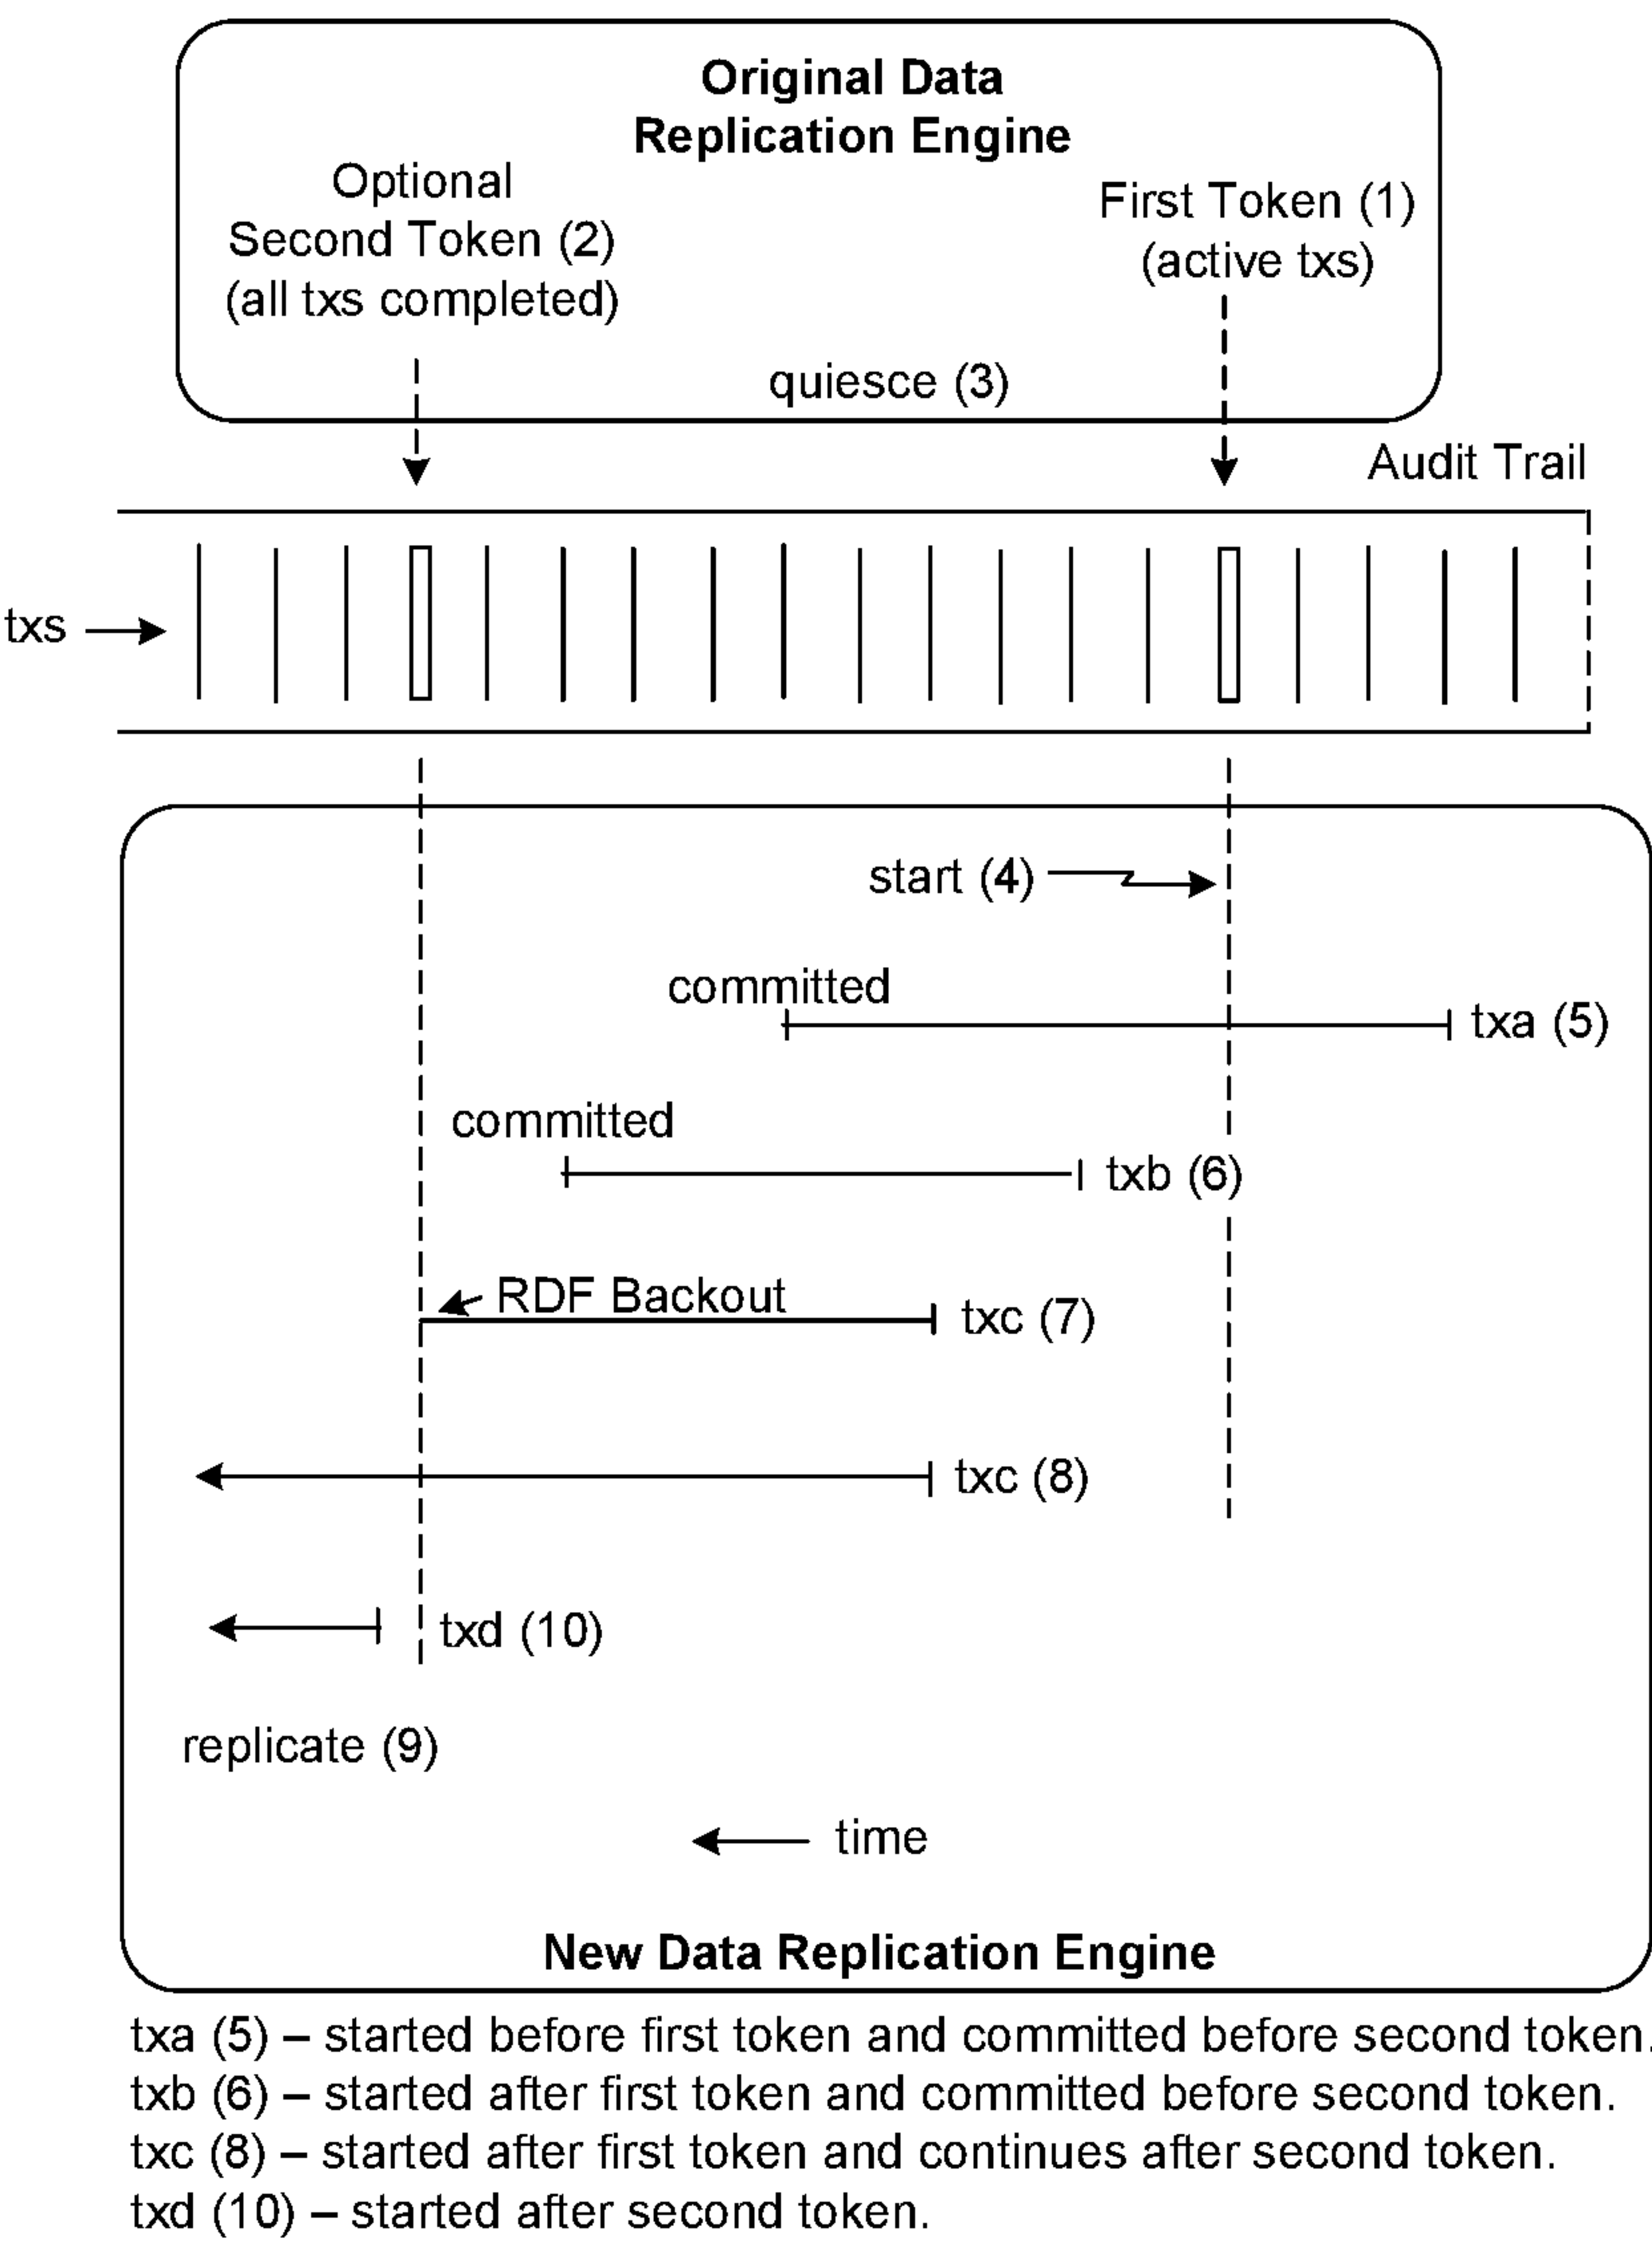 Original Data
Replication Engine
Optional
Second Token (2)
(all txs completed)
First Token (1)
(active txs)
quiesce (3)
Audit Trail
txs
start (4)
committed
txa (5)
committed
txb (6)
RDF Backout
txc (7)
txc (8)
txd (10)
replicate (9)
time
New Data Replication Engine
txa (5) – started before first token and committed before second token.
txb (6) – started after first token and committed before second token.
txc (8) – started after first token and continues after second token.
txd (10) – started after second token.